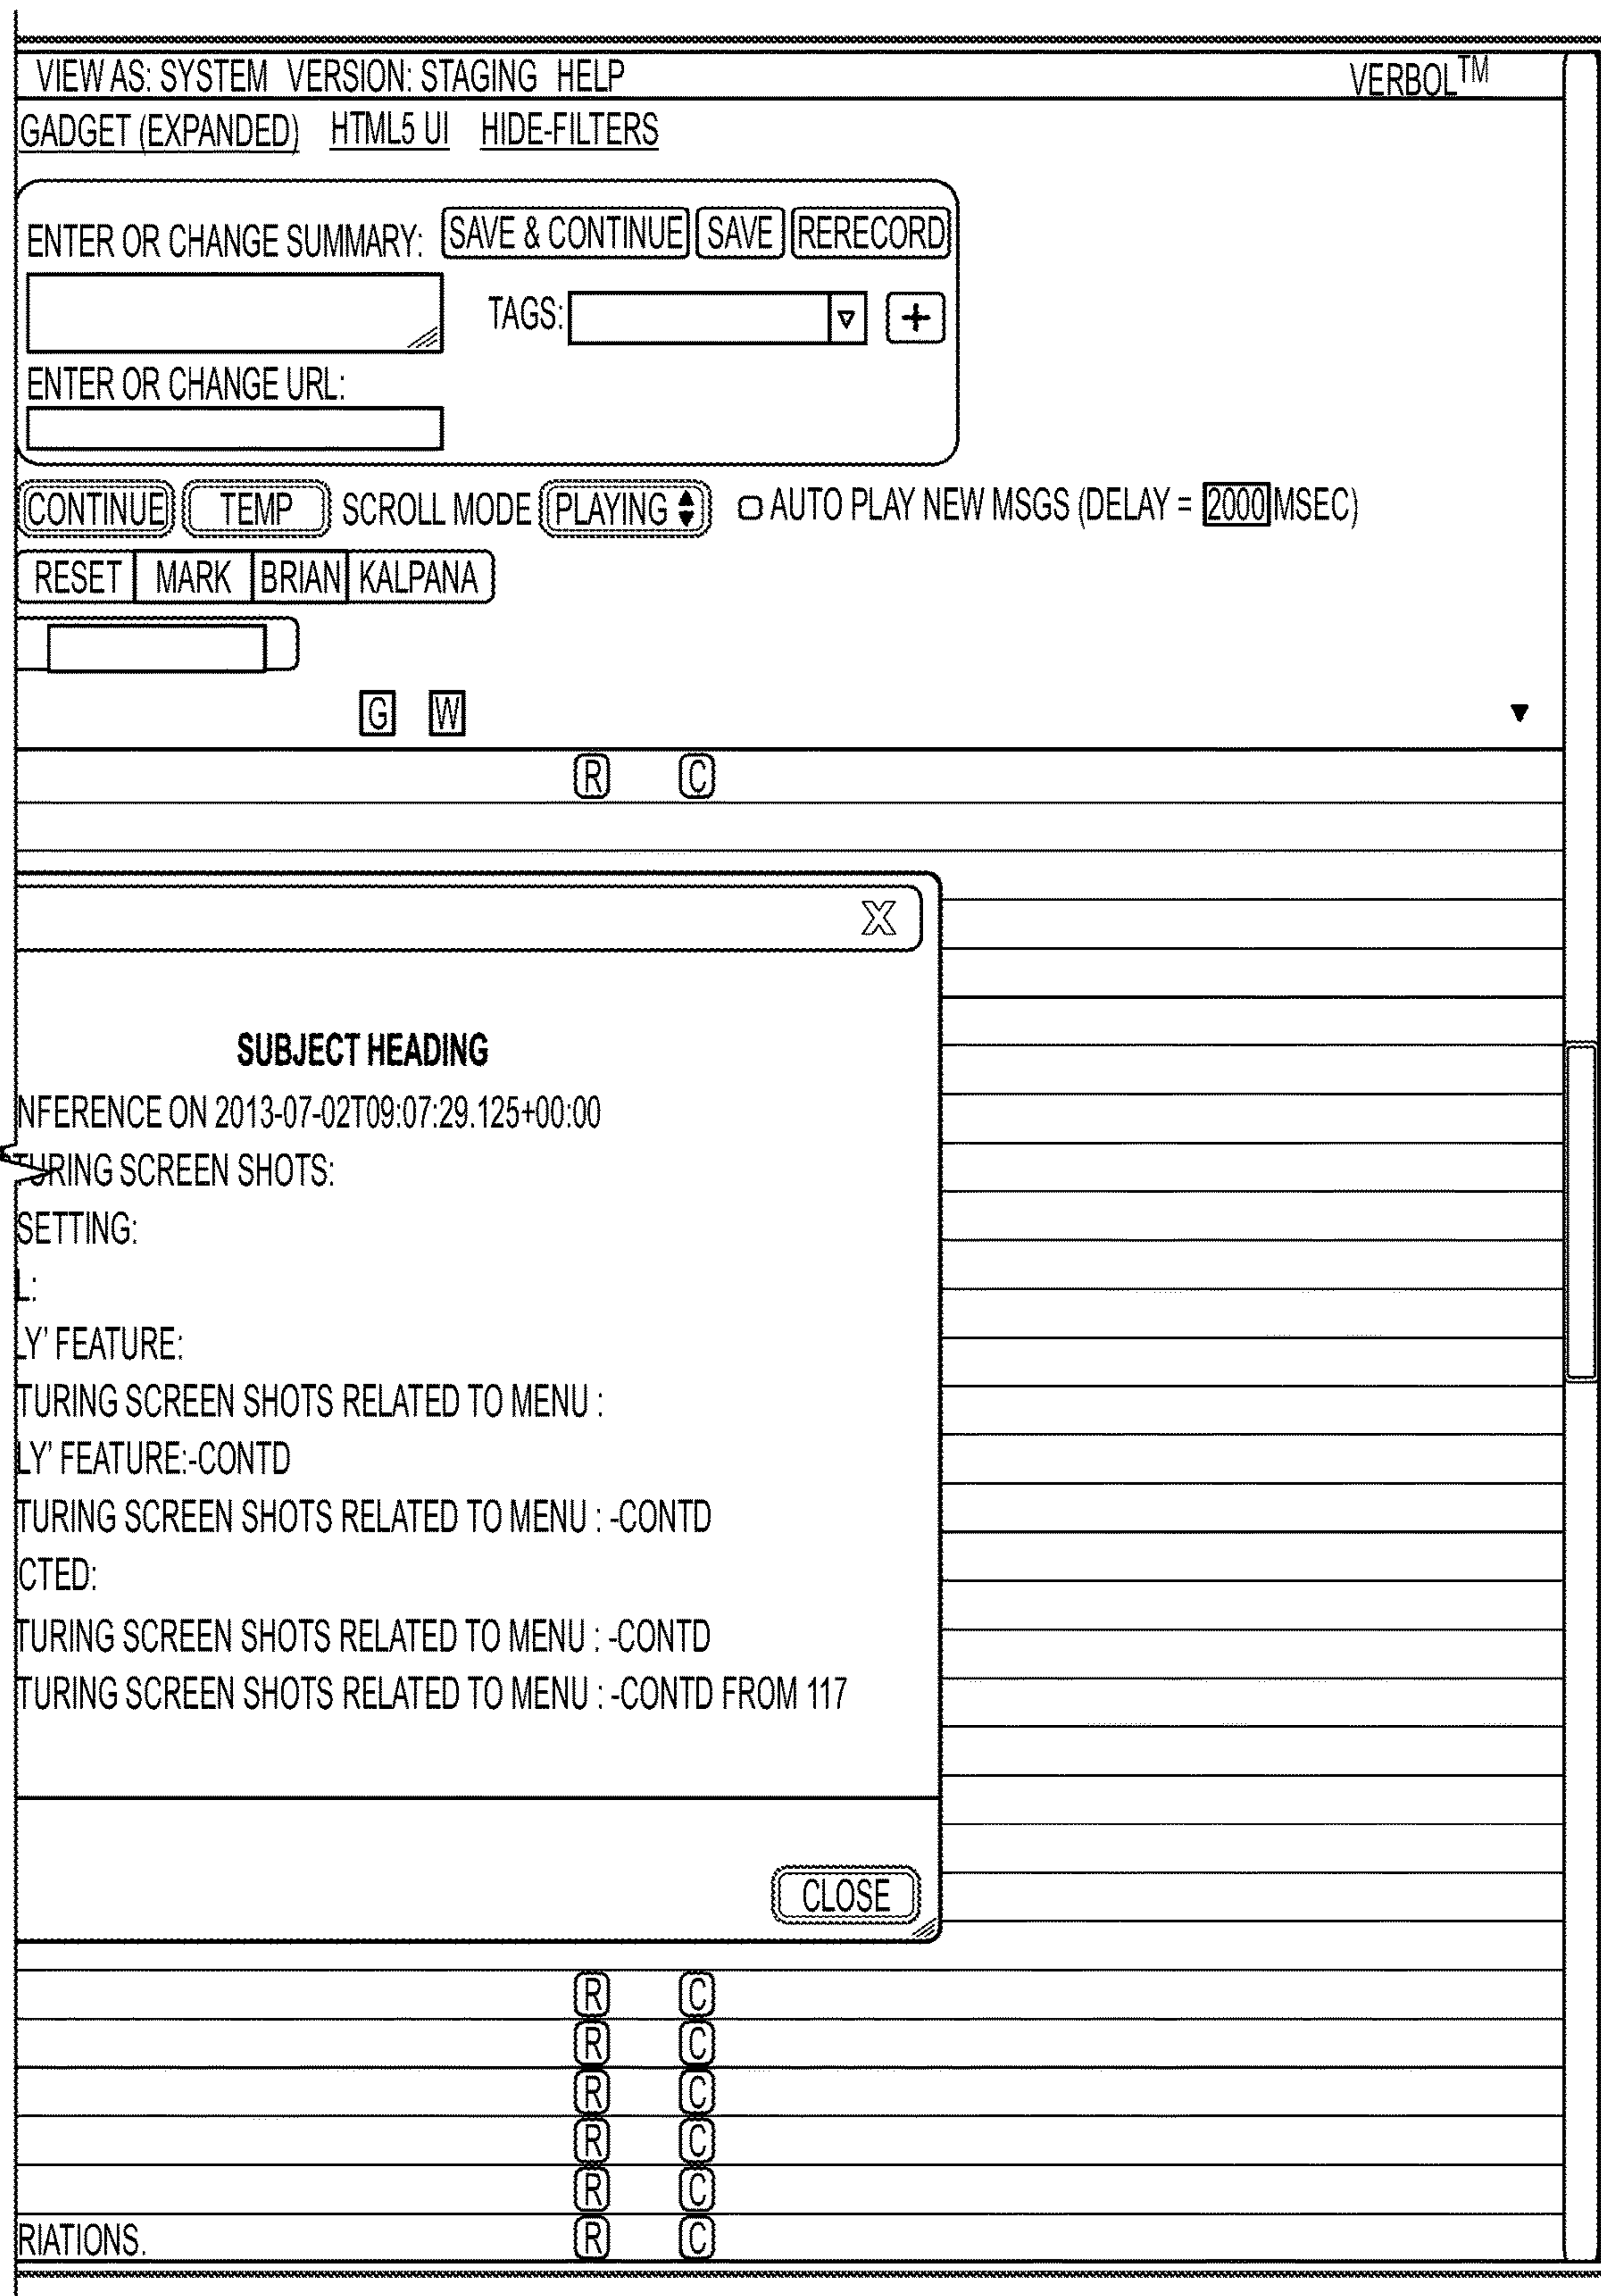 VIEW AS: SYSTEM VERSION: STAGING HELP VERBOL™
GADGET (EXPANDED) HTML5 UI HIDE-FILTERS
ENTER OR CHANGE SUMMARY: SAVE & CONTINUE SAVE RERECORD
TAGS: +
ENTER OR CHANGE URL:
CONTINUE TEMP SCROLL MODE PLAYING AUTO PLAY NEW MSGS (DELAY = 2000 MSEC)
RESET MARK BRIAN KALPANA
G W
R C
X
SUBJECT HEADING
NFERENCE ON 2013-07-02T09:07:29.125+00:00
TURING SCREEN SHOTS:
SETTING:
L:
LY' FEATURE:
TURING SCREEN SHOTS RELATED TO MENU :
LY' FEATURE:-CONTD
TURING SCREEN SHOTS RELATED TO MENU : -CONTD
CTED:
TURING SCREEN SHOTS RELATED TO MENU : -CONTD
TURING SCREEN SHOTS RELATED TO MENU : -CONTD FROM 117
CLOSE
R C
R C
R C
R C
R C
RIATIONS. R C